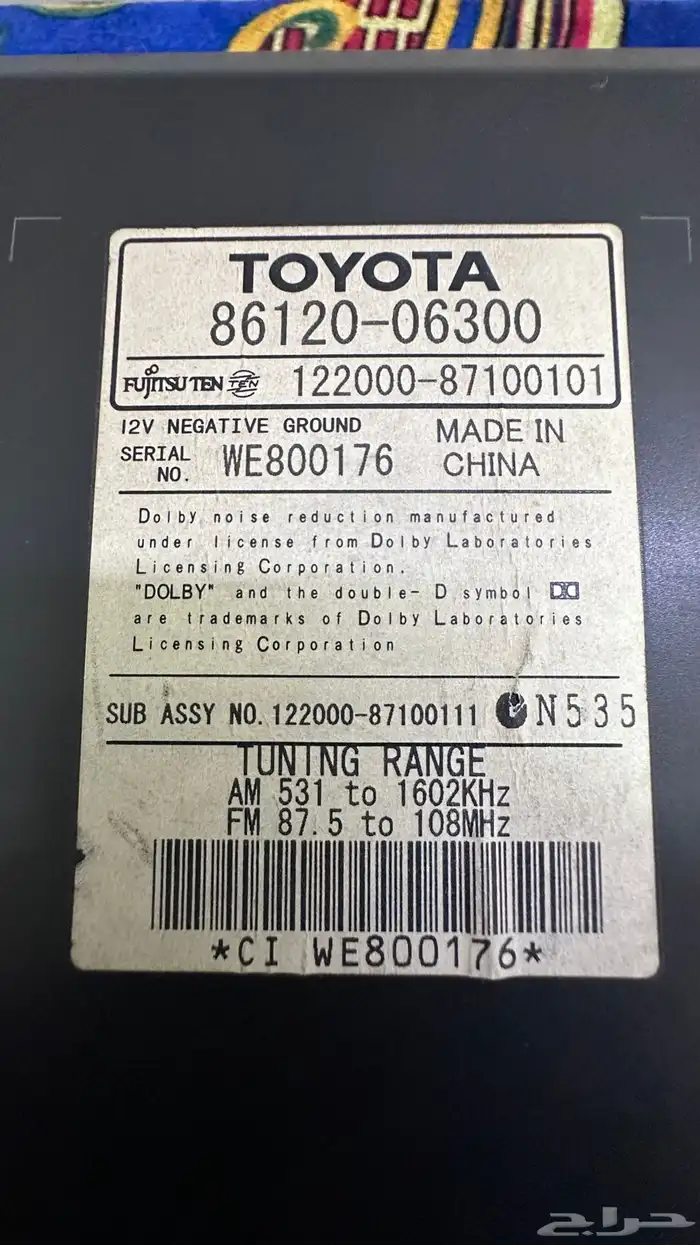 TOYOTA
86120-06300
FUJITSU TEN TEN 122000-87100101
12V NEGATIVE GROUND
MADE IN CHINA
SERIAL NO. WE800176
Dolby noise reduction manufactured
under license from Dolby Laboratories
Licensing Corporation.
"DOLBY" and the double- D symbol
are trademarks of Dolby Laboratories
Licensing Corporation
SUB ASSY NO. 122000-87100111 N535
TUNING RANGE
AM 531 to 1602KHz
FM 87.5 to 108MHz
*CI WE800176*
حراج